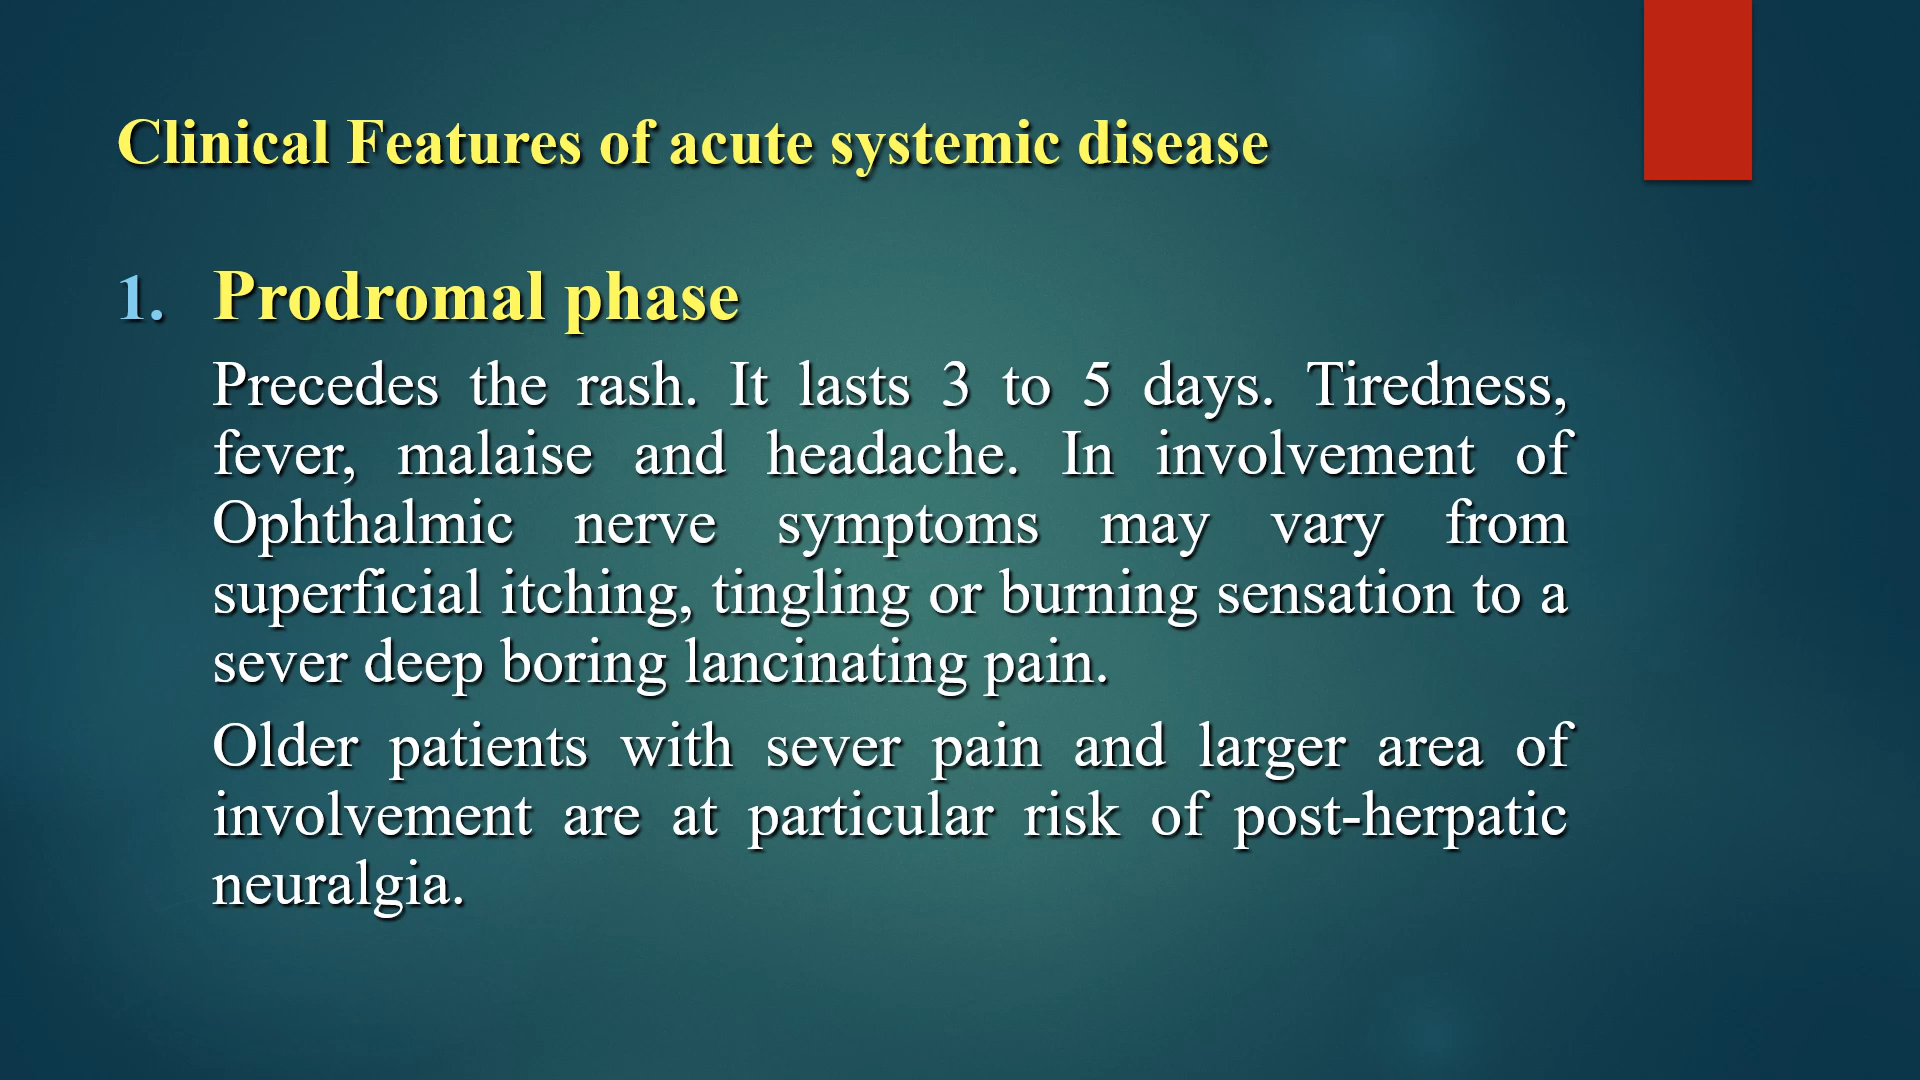 Clinical Features of acute systemic disease
1. Prodromal phase
Precedes the rash. It lasts 3 to 5 days. Tiredness,
fever, malaise and headache. In involvement of
Ophthalmic nerve symptoms may vary from
superficial itching, tingling or burning sensation to a
sever deep boring lancinating pain.
Older patients with sever pain and larger area of
involvement are at particular risk of post-herpatic
neuralgia.